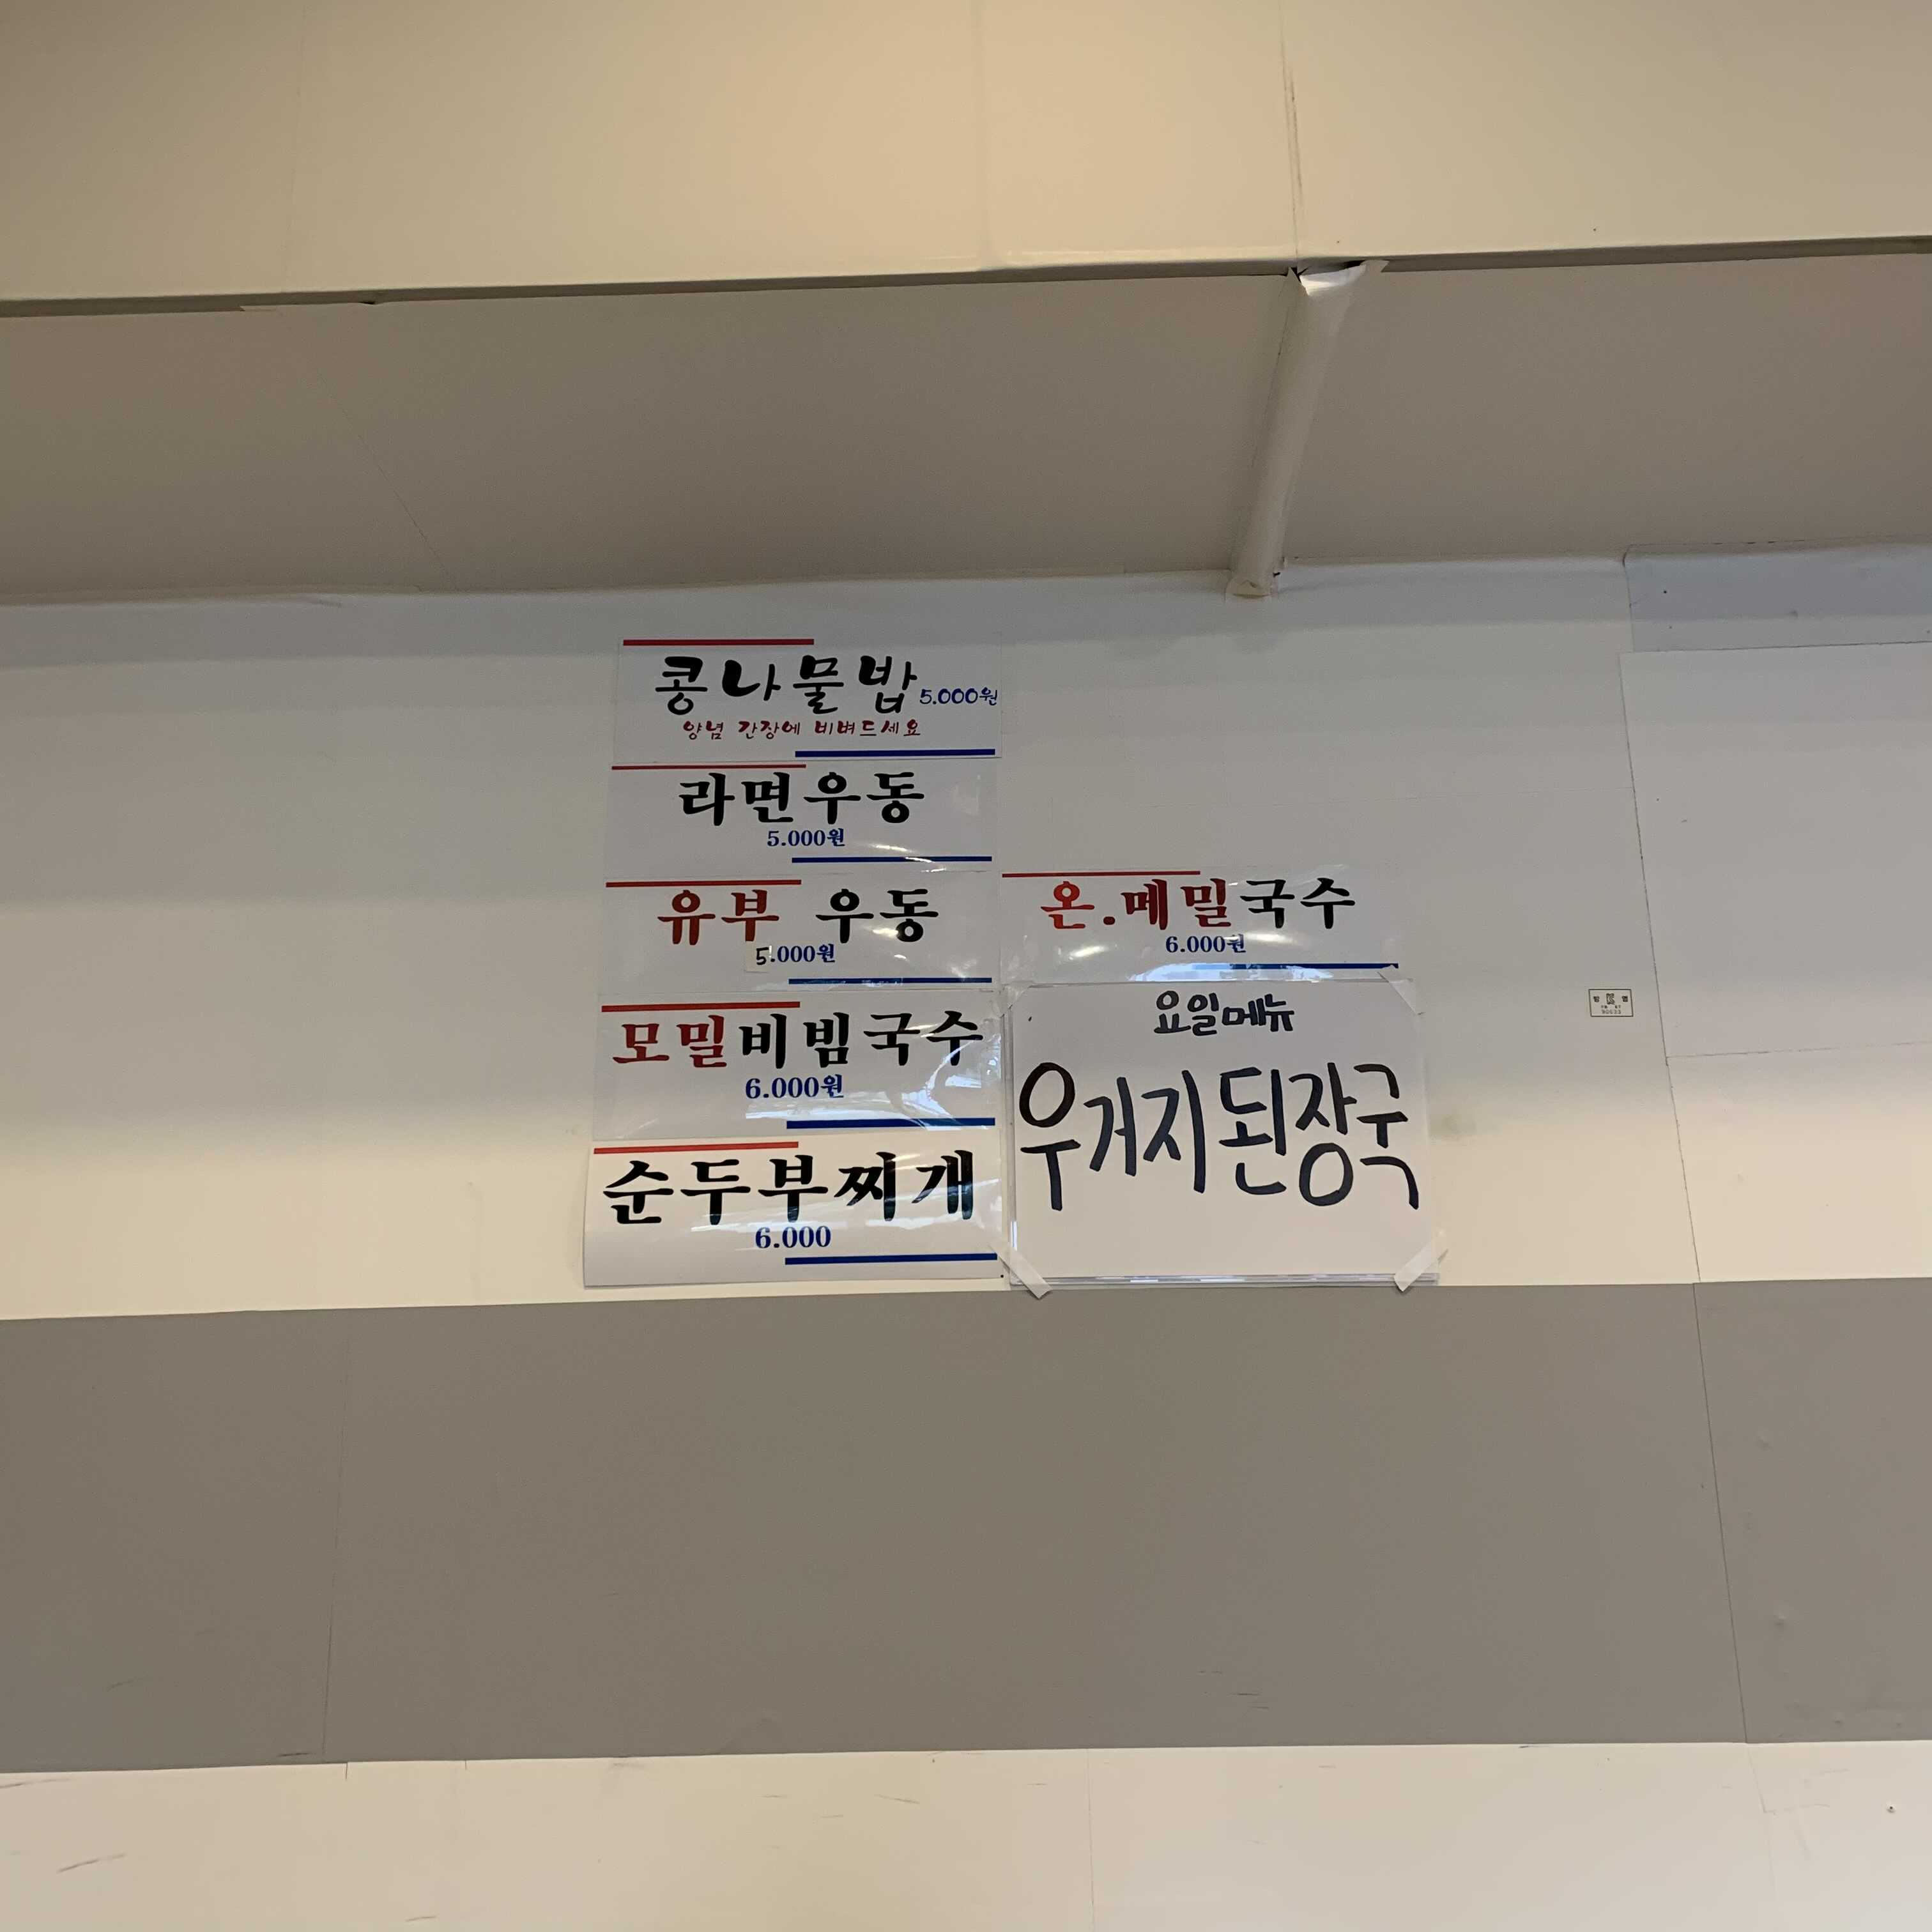 콩나물밥 5.000원
양념 간장에 비벼드세요
라면우동
5.000원
유부 우동
5.000원
모밀비빔국수
6.000원
순두부찌개
6.000
온.메밀국수
6.000원
요일메뉴
우거지된장국